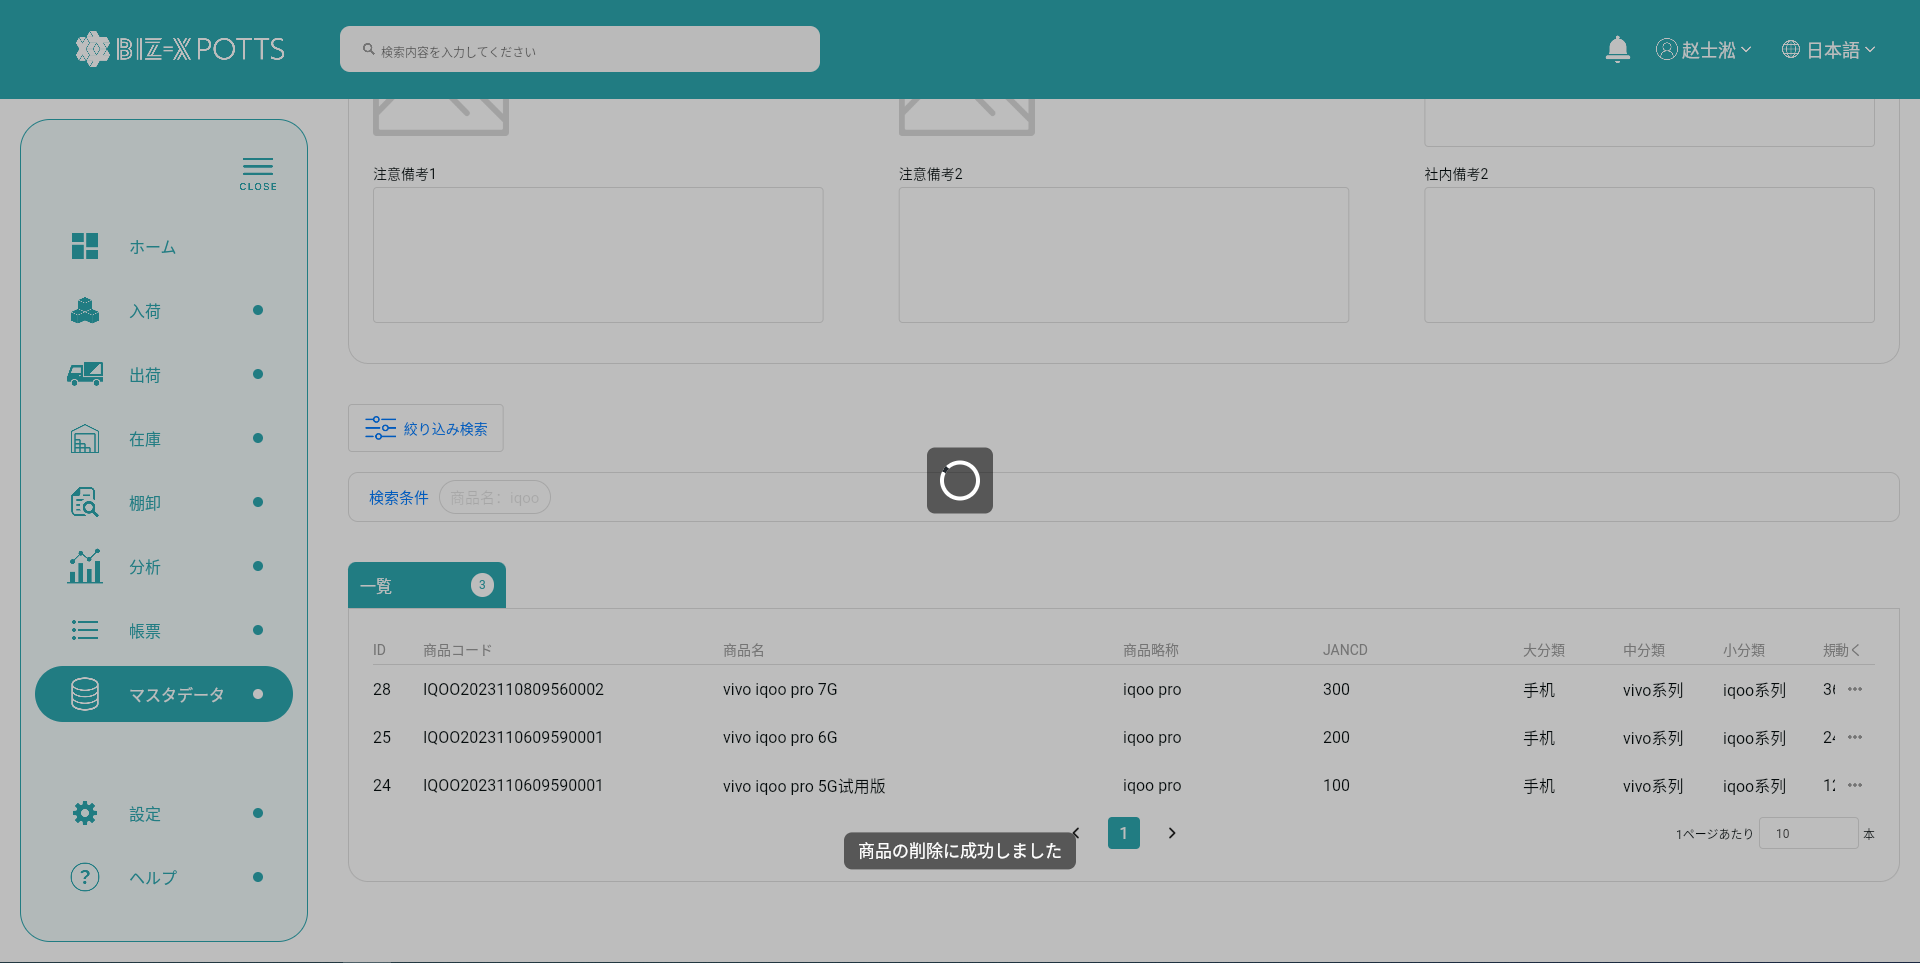 BIZ=X POTTS
検索内容を入力してください
赵士淞
日本語
CLOSE
ホーム
入荷
出荷
在庫
棚卸
分析
帳票
マスタデータ
設定
ヘルプ
注意備考1
注意備考2
社内備考2
絞り込み検索
検索条件
商品名: iqoo
一覧 3
ID 商品コード 商品名 商品略称 JANCD 大分類 中分類 小分類 規動く
28 IQOO2023110809560002 vivo iqoo pro 7G iqoo pro 300 手机 vivo系列 iqoo系列 36 •••
25 IQOO2023110609590001 vivo iqoo pro 6G iqoo pro 200 手机 vivo系列 iqoo系列 24 •••
24 IQOO2023110609590001 vivo iqoo pro 5G试用版 iqoo pro 100 手机 vivo系列 iqoo系列 12 •••
1
1ページあたり 10 本
商品の削除に成功しました